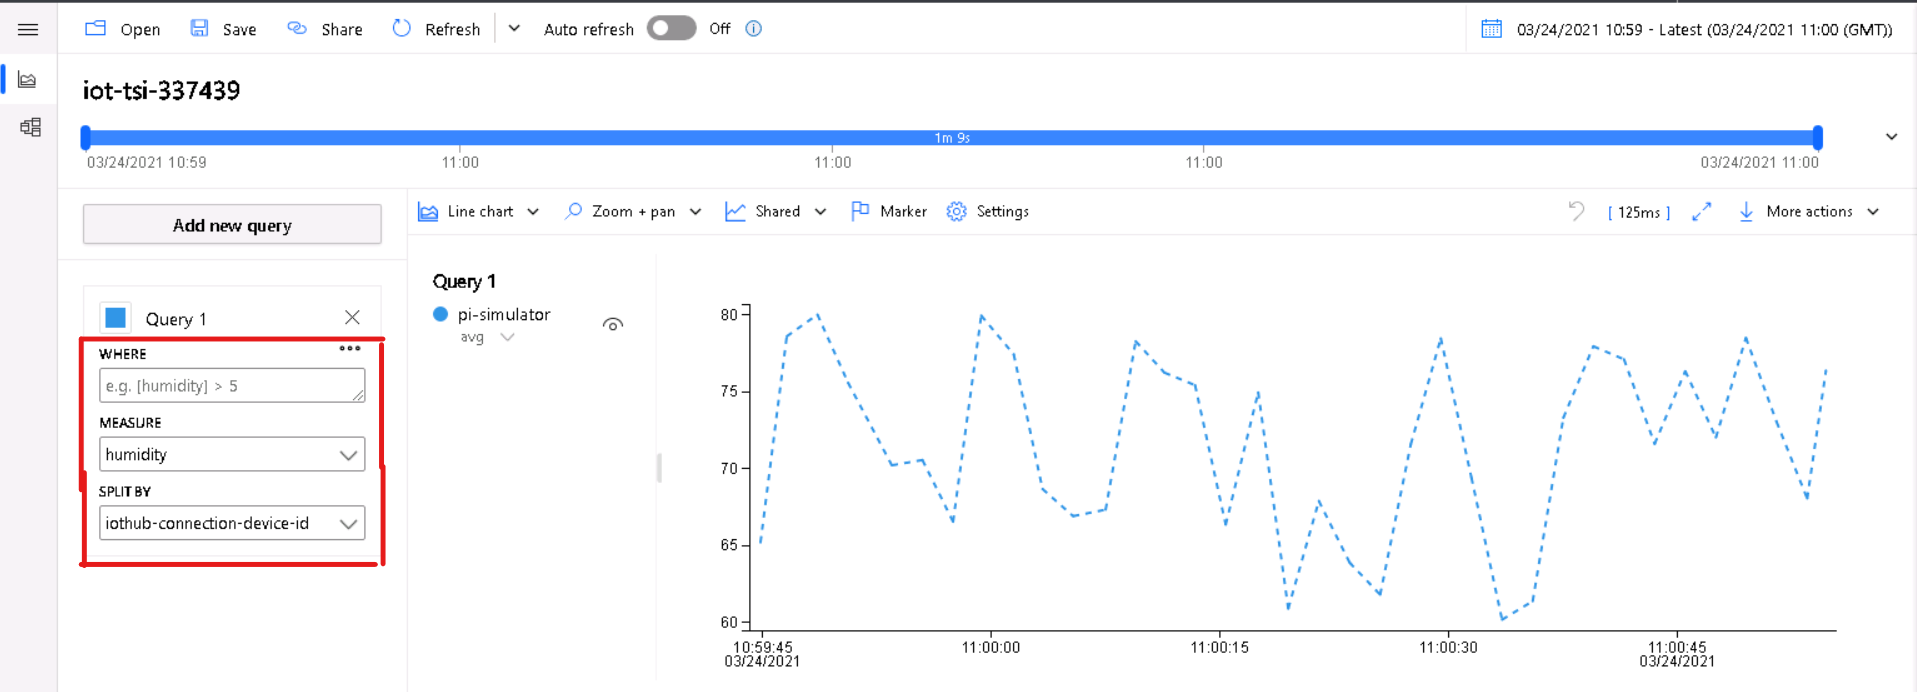 Open Save Share Refresh Auto refresh Off 03/24/2021 10:59 - Latest (03/24/2021 11:00 (GMT))
iot-tsi-337439
1m 9s
03/24/2021 10:59 11:00 11:00 11:00 03/24/2021 11:00
Add new query
Line chart Zoom + pan Shared Marker Settings [ 125ms ] More actions
Query 1
WHERE
e.g. [humidity] > 5
MEASURE
humidity
SPLIT BY
iothub-connection-device-id
Query 1
pi-simulator
avg
80
75
70
65
60
10:59:45 11:00:00 11:00:15 11:00:30 11:00:45
03/24/2021 03/24/2021